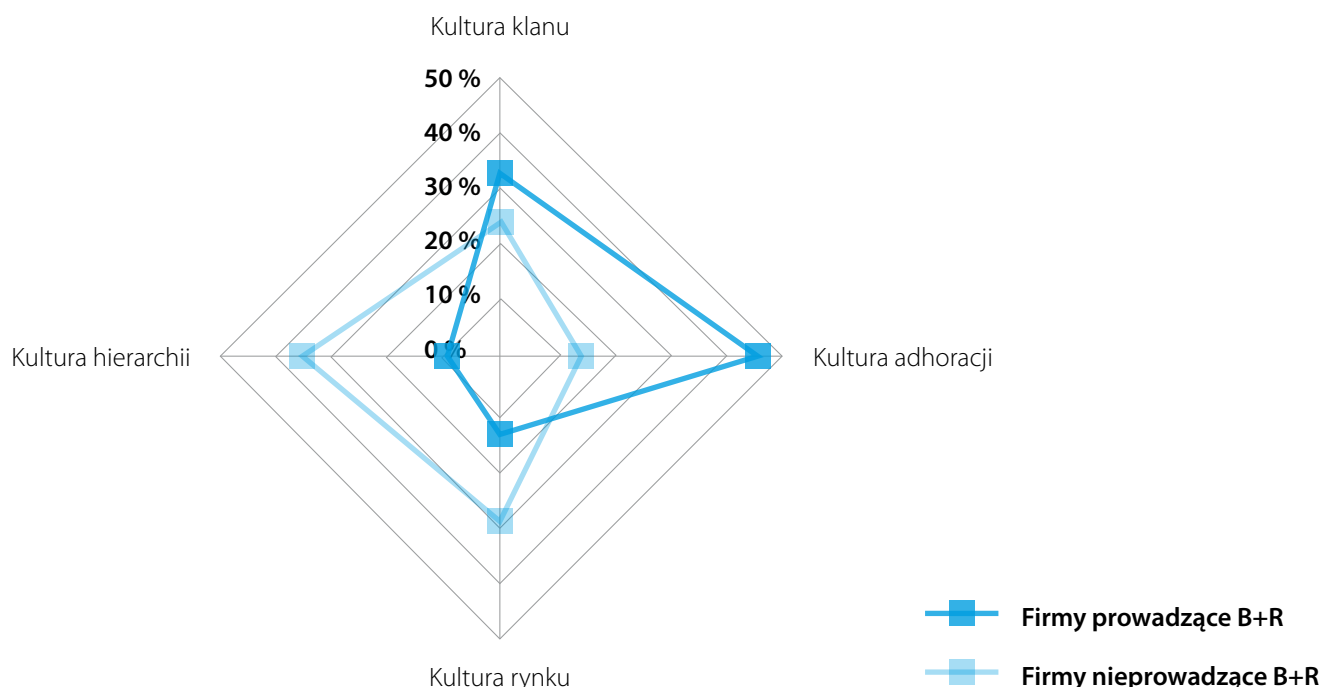 Kultura klanu
50 %
40 %
30 %
20 %
10 %
0 %
Kultura hierarchii
Kultura adhoracji
Kultura rynku
Firmy prowadzące B+R
Firmy nieprowadzące B+R